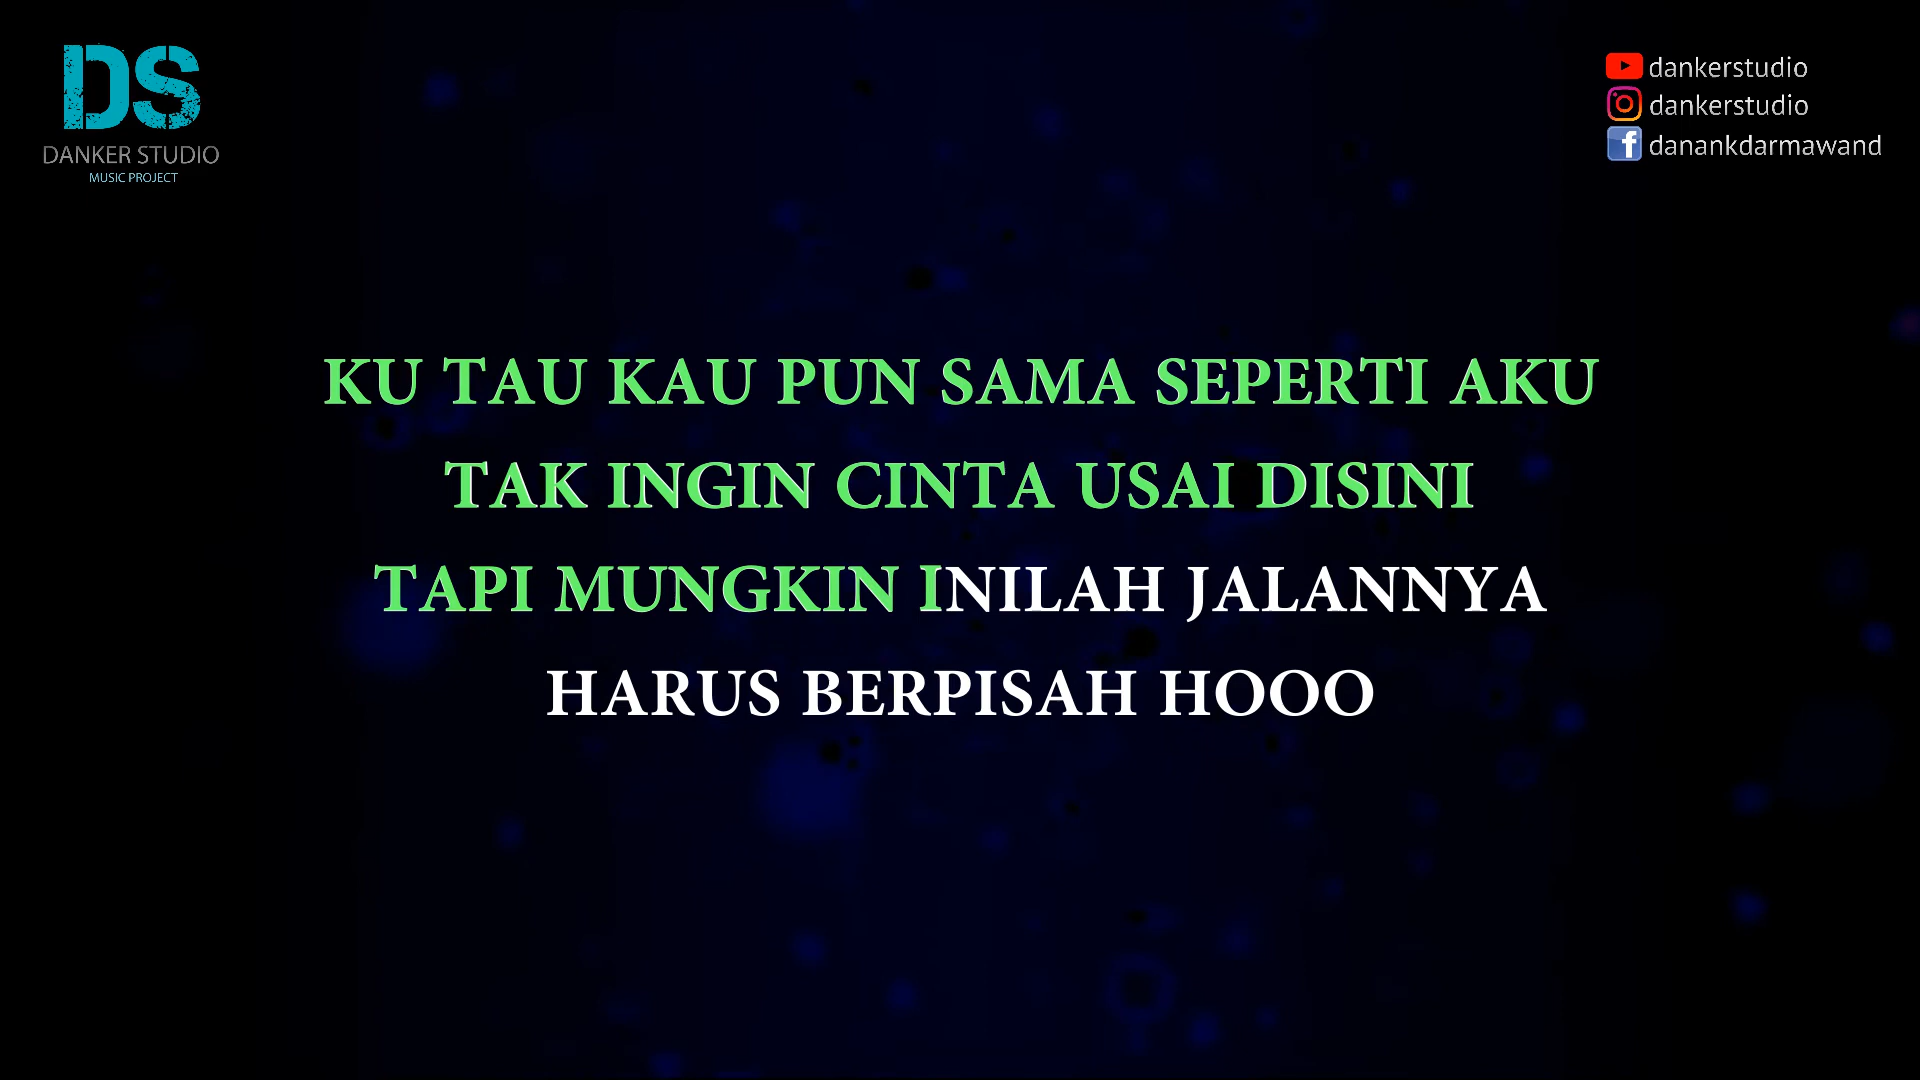 DS
DANKER STUDIO
MUSIC PROJECT
dankerstudio
dankerstudio
danankdarmawand
KU TAU KAU PUN SAMA SEPERTI AKU
TAK INGIN CINTA USAI DISINI
TAPI MUNGKIN INILAH JALANNYA
HARUS BERPISAH HOOO